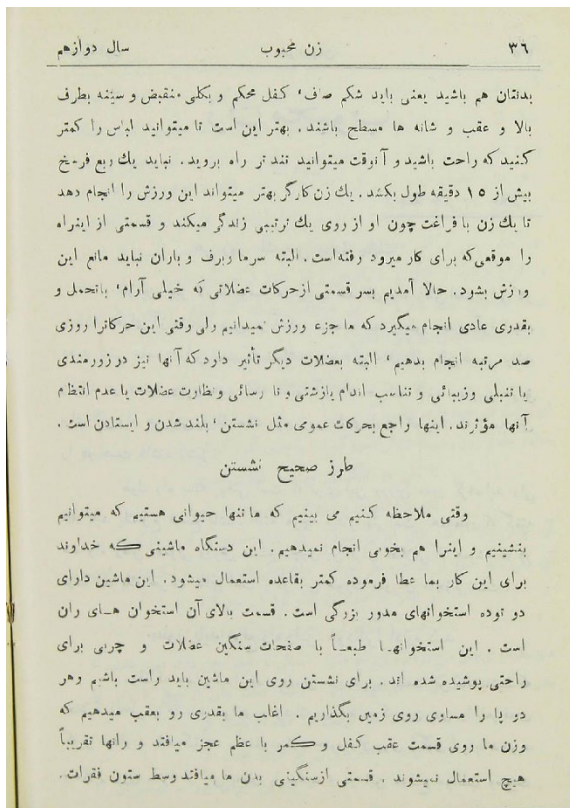 ۳۶ زن محبوب سال دوازدهم
بدنتان هم باشید یعنی باید شکم صاف، کفل محکم و بکلی منقبض و سینه بطرف
بالا و عقب و شانه ها مسطح باشند. بهتر این است تا میتوانید لباس را کمتر
کنید که راحت باشید و آنوقت میتوانید تند تر راه بروید. نباید یك ربع فرسخ
بیش از ۱۵ دقیقه طول بکشد. یك زن کارگر بهتر میتواند این ورزش را انجام دهد
تا یك زن با فراغت چون او از روی یك ترتیبی زندگی میکند و قسمتی از اینراه
را موقعی که برای کار میرود رفته است. البته سرما و برف و باران نباید مانع این
ورزش بشود. حالا آمدیم بسر قسمتی از حرکات عضلاتی که خیلی آرام، باتحمل و
بقدری عادی انجام میگیرد که ما جزء ورزش نمیدانیم ولی وقتی این حرکاترا روزی
صد مرتبه انجام بدهیم، البته بعضلات دیگر تأثیر دارد که آنها نیز در زورمندی
یا تنبلی و زیبائی و تناسب اندام یا زشتی و نا رسائی و نظارت عضلات یا عدم انتظام
آنها مؤثرند. اینها راجع بحرکات عمومی مثل نشستن، بلند شدن و ایستادن است.
طرز صحیح نشستن
وقتی ملاحظه کنیم می بینیم که ما تنها حیوانی هستیم که میتوانیم
بنشینیم و اینرا هم بخوبی انجام نمیدهیم. این دستگاه ماشینی که خداوند
برای این کار بما عطا فرموده کمتر بقاعده استعمال میشود. این ماشین دارای
دو توده استخوانهای مدور بزرگی است. قسمت بالای آن استخوان های ران
است. این استخوانها طبعاً با صفحات سنگین عضلات و چربی برای
راحتی پوشیده شده اند. برای نشستن روی این ماشین باید راست باشیم و هر
دو پا را مساوی روی زمین بگذاریم. اغلب ما بقدری رو بعقب میدهیم که
وزن ما روی قسمت عقب کفل و کمر با عظم عجز میافتد و رانها تقریباً
هیچ استعمال نمیشوند. قسمتی از سنگینی بدن ما میافتد وسط ستون فقرات.